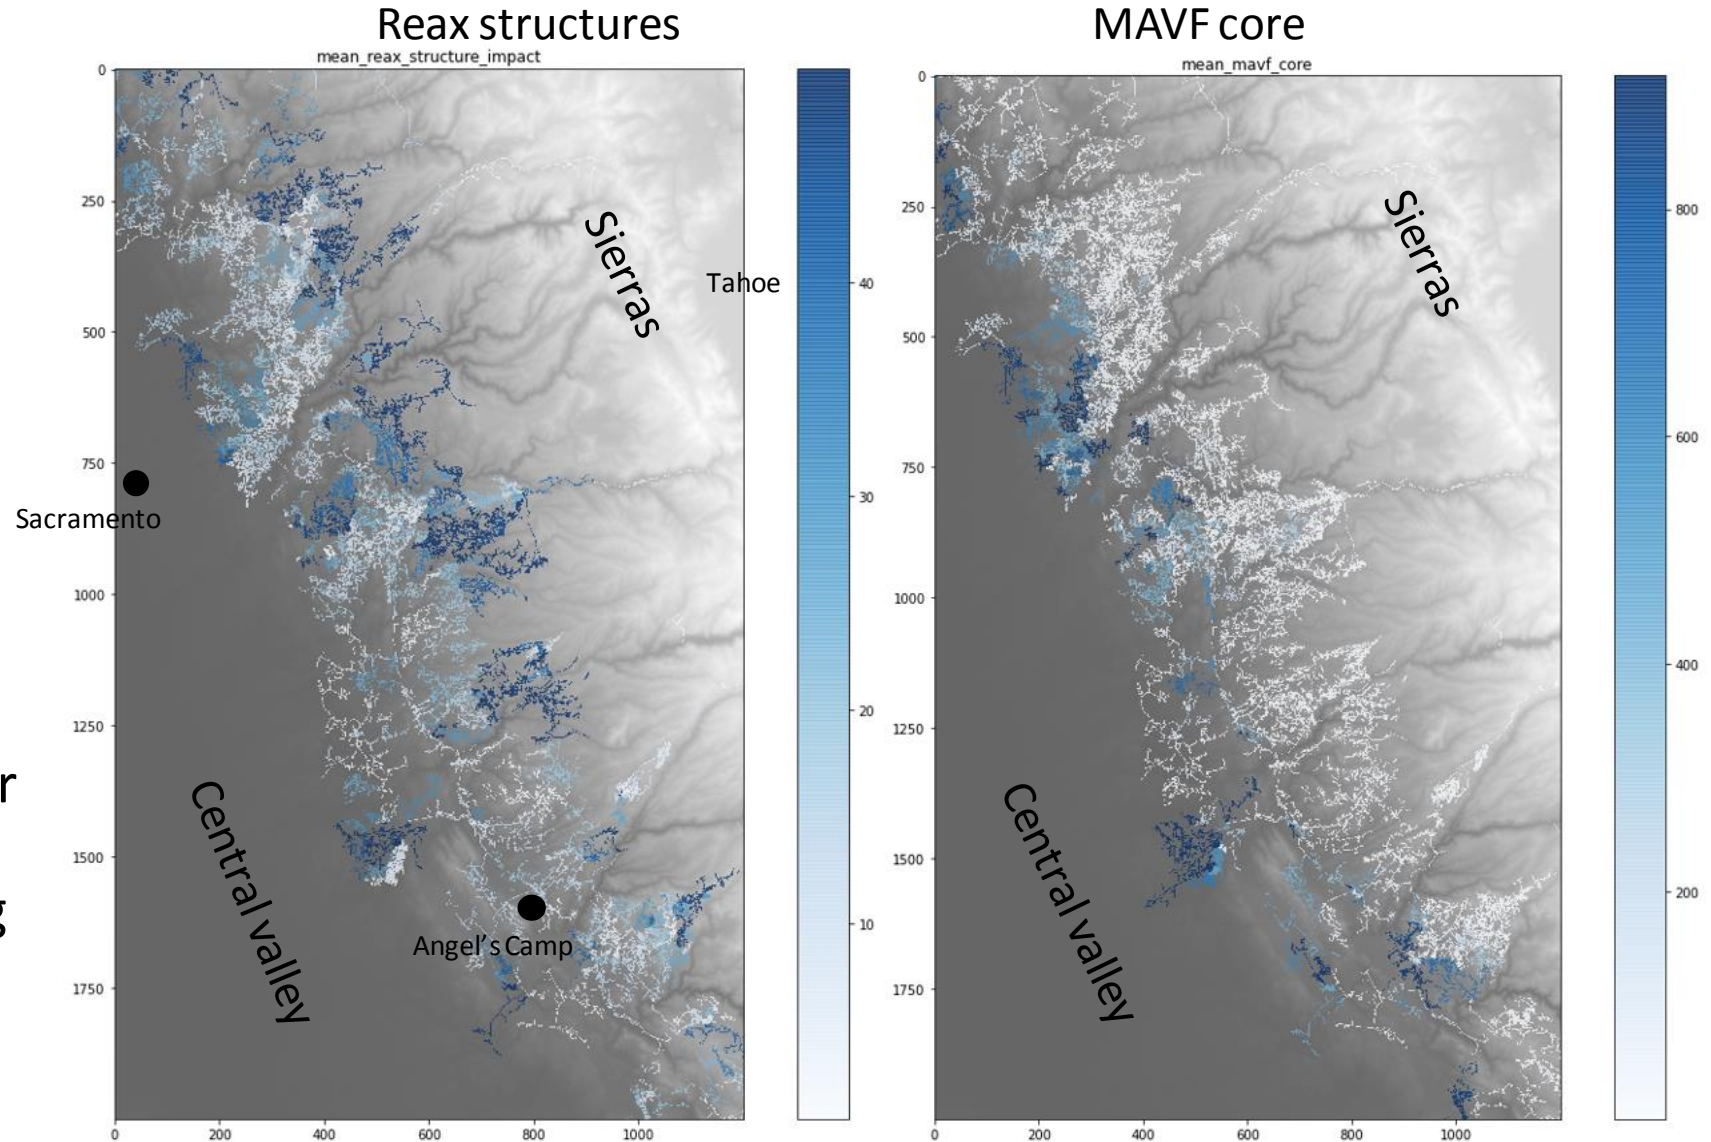 Reax structures
MAVF core
mean_reax_structure_impact
mean_mavf_core
0
250
500
750
1000
1250
1500
1750
0
200
400
600
800
1000
Sierras
Tahoe
Sacramento
Central valley
Angel's Camp
40
30
20
10
r
g
0
250
500
750
1000
1250
1500
1750
0
200
400
600
800
1000
Sierras
Central valley
800
600
400
200